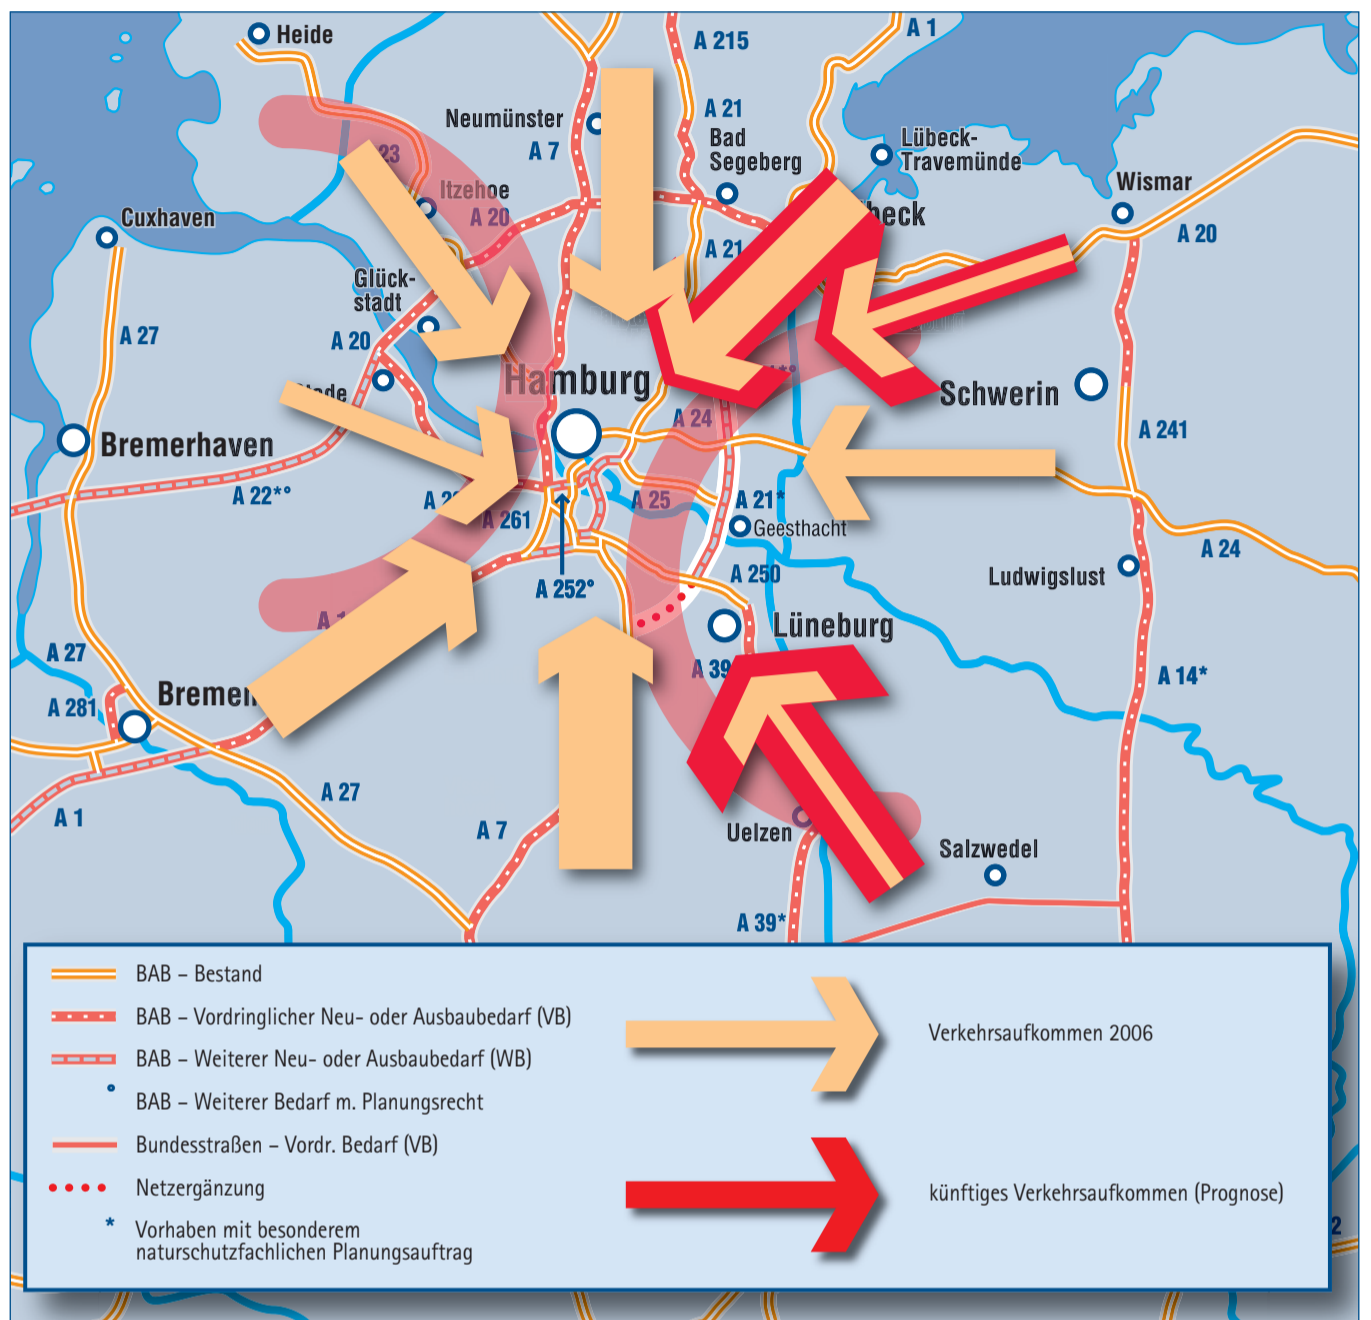 Heide
A 215
A 1
Neumünster
A 21
A 7
Bad
Segeberg
Lübeck-
Travemünde
23
Itzehoe
A 20
Wismar
Cuxhaven
beck
A 20
A 21
Glück-
stadt
A 27
A 20
Hamburg
Schwerin
A 24
A 241
Bremerhaven
A 22*°
A 25
A 21*
A 261
Geesthacht
A 24
A 252°
A 250
Ludwigslust
Lüneburg
A 27
A 39
A 14*
A 281
Bremen
A 27
A 1
A 7
Uelzen
Salzwedel
A 39*
BAB – Bestand
BAB – Vordringlicher Neu- oder Ausbaubedarf (VB)
BAB – Weiterer Neu- oder Ausbaubedarf (WB)
° BAB – Weiterer Bedarf m. Planungsrecht
Bundesstraßen – Vordr. Bedarf (VB)
Netzergänzung
* Vorhaben mit besonderem
naturschutzfachlichen Planungsauftrag
Verkehrsaufkommen 2006
künftiges Verkehrsaufkommen (Prognose)
2